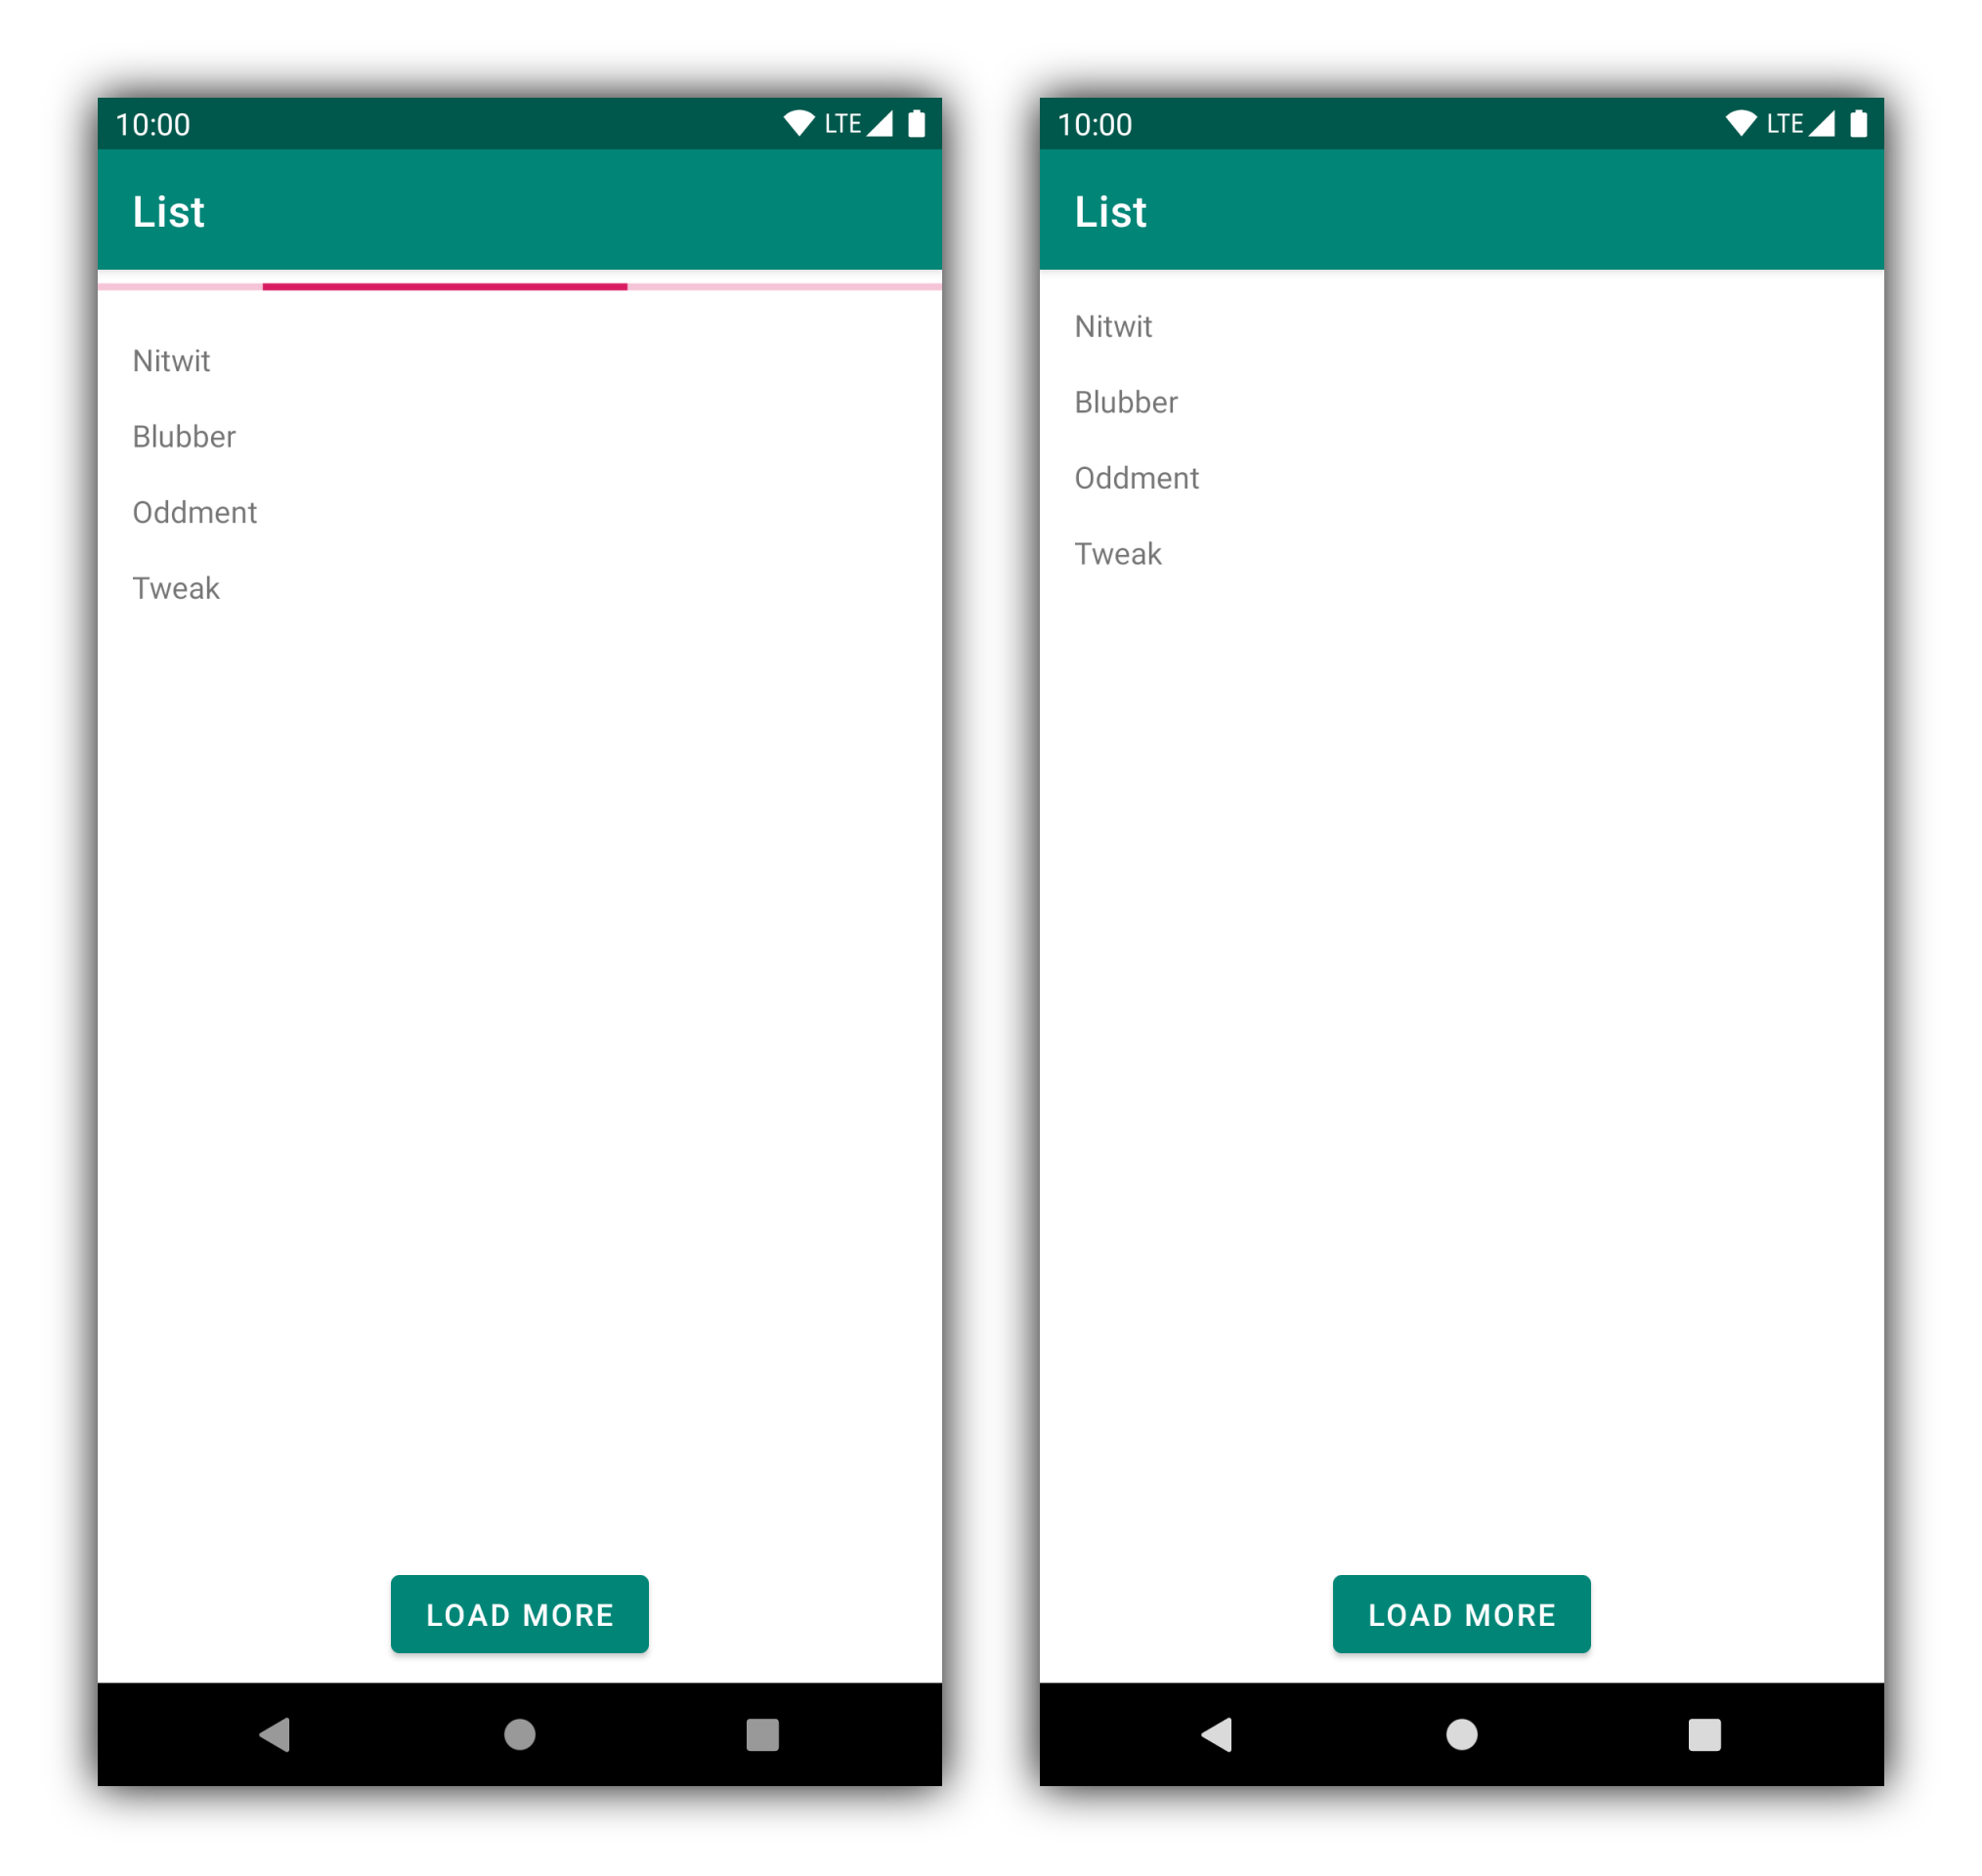 10:00 LTE
List
Nitwit
Blubber
Oddment
Tweak
LOAD MORE
10:00 LTE
List
Nitwit
Blubber
Oddment
Tweak
LOAD MORE